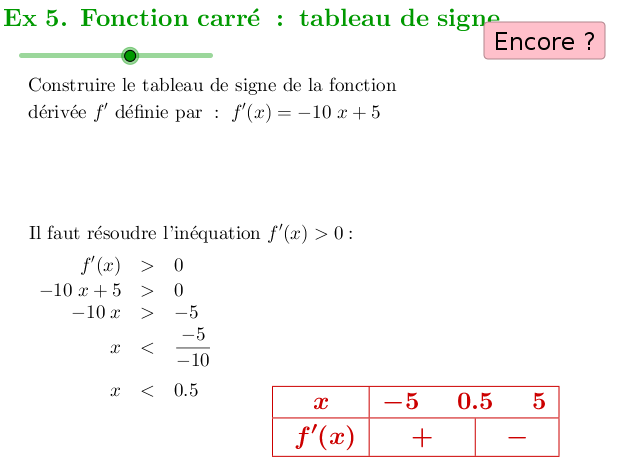 Ex 5. Fonction carré : tableau de signe
Encore ?
Construire le tableau de signe de la fonction
dérivée f′ définie par : f′(x) = −10 x + 5
Il faut résoudre l'inéquation f′(x) > 0 :
f′(x) > 0
−10 x + 5 > 0
−10 x > −5
x < −5/−10
x < 0.5
x −5 0.5 5
f′(x) + −